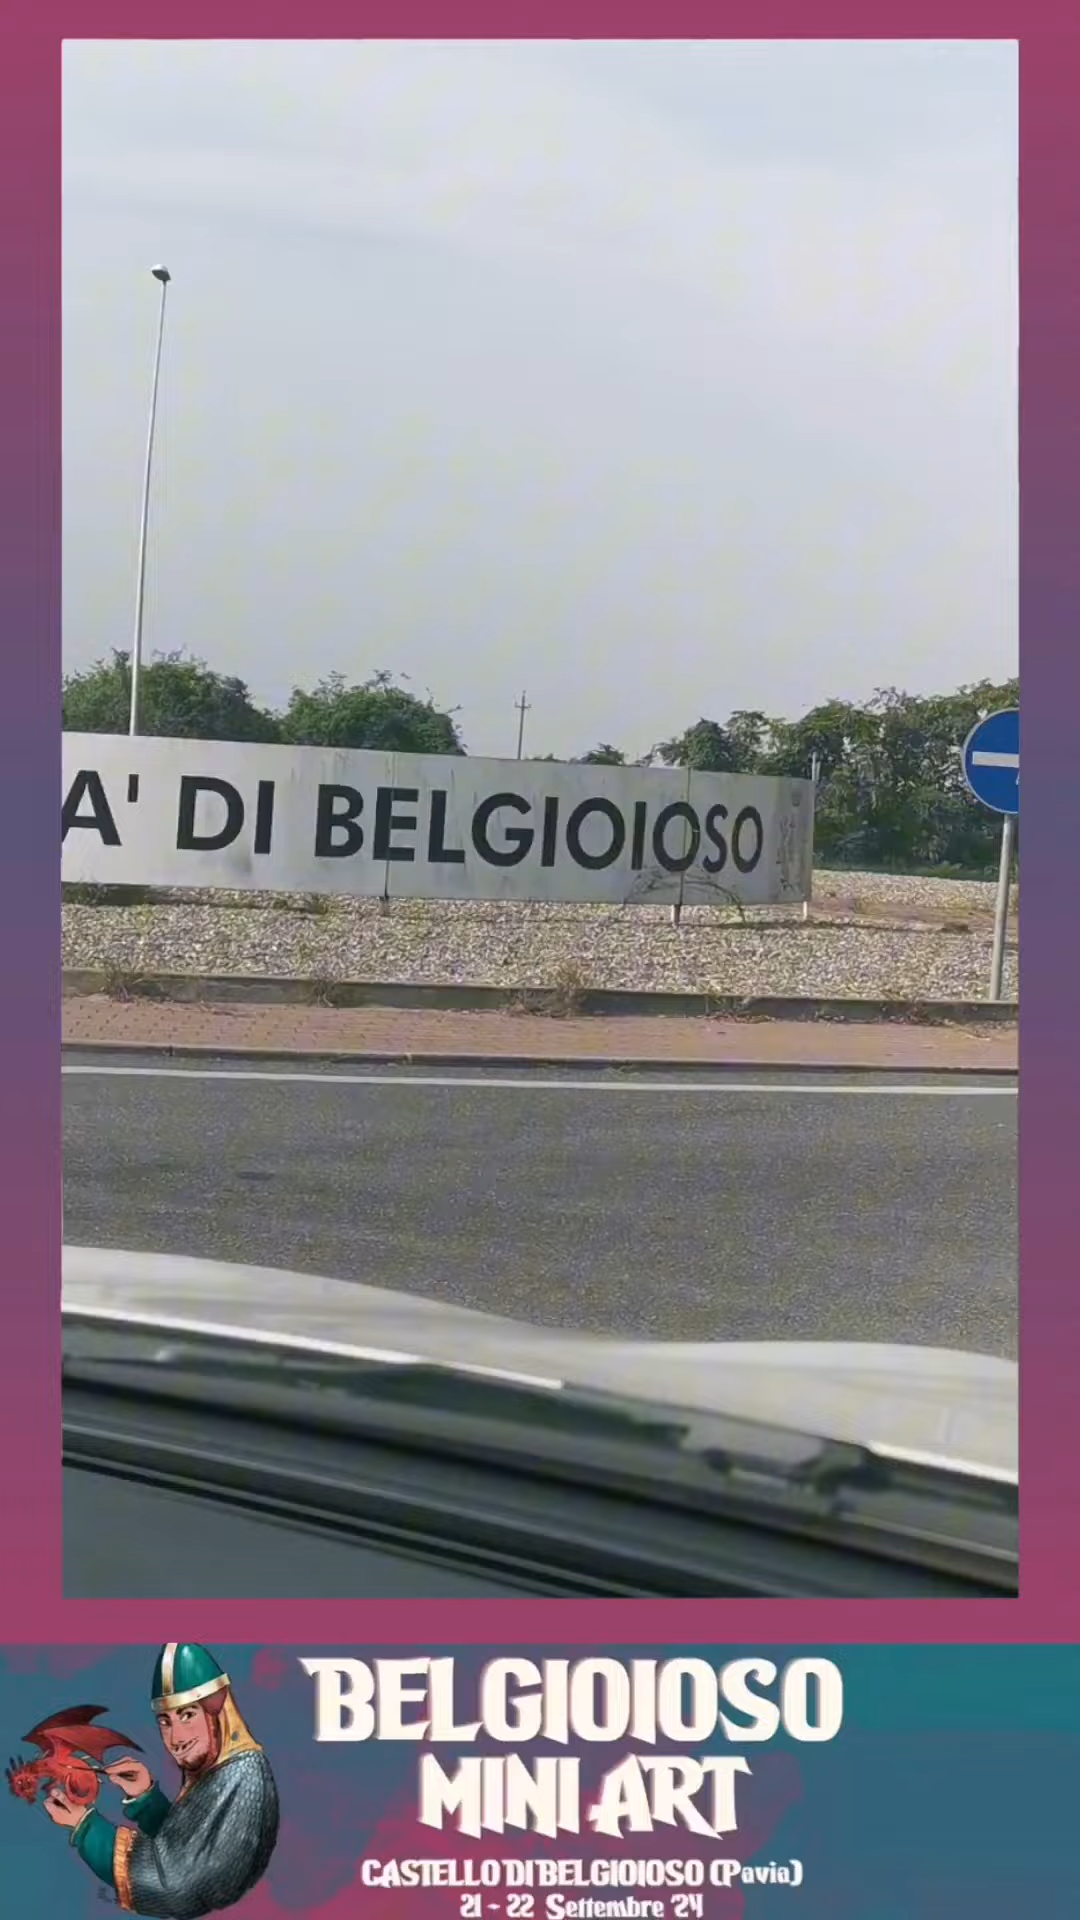 A' DI BELGIOIOSO
BELGIOIOSO
MINI ART
CASTELLO DI BELGIOIOSO (Pavia)
21 - 22 Settembre '24